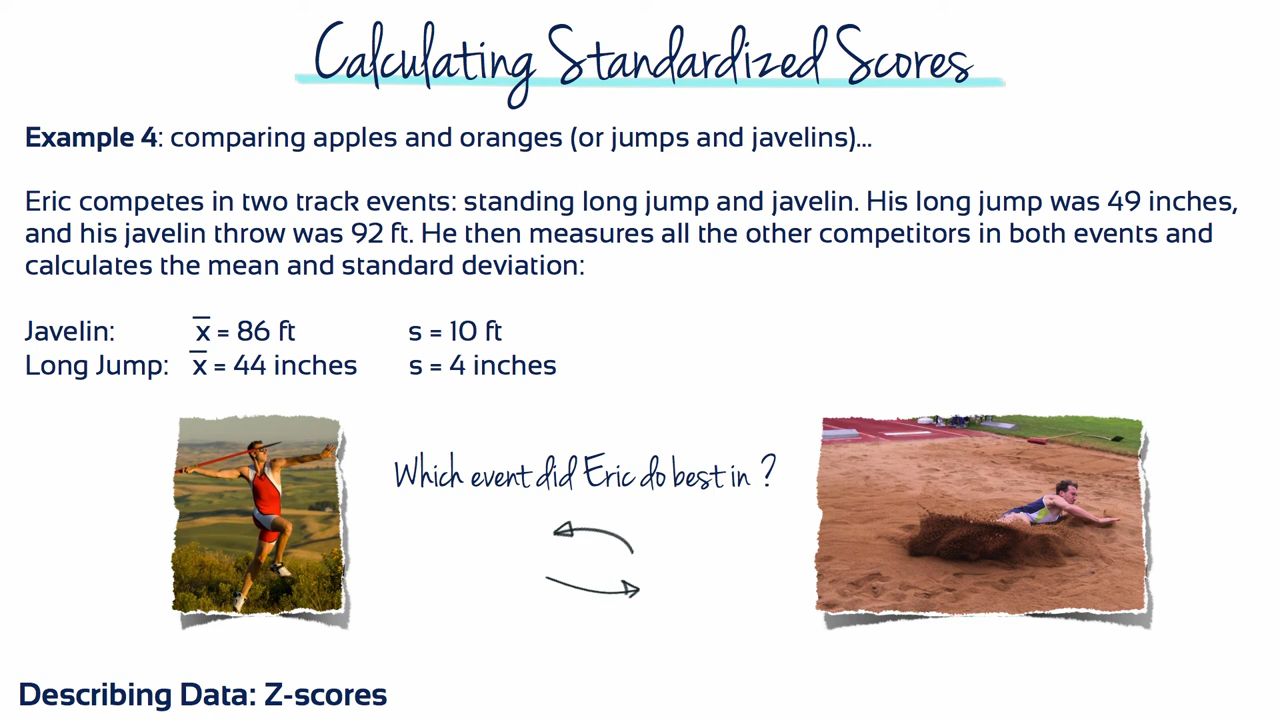 Calculating Standardized Scores
Example 4: comparing apples and oranges (or jumps and javelins)...
Eric competes in two track events: standing long jump and javelin. His long jump was 49 inches,
and his javelin throw was 92 ft. He then measures all the other competitors in both events and
calculates the mean and standard deviation:
Javelin: x̅ = 86 ft s = 10 ft
Long Jump: x̅ = 44 inches s = 4 inches
Which event did Eric do best in ?
Describing Data: Z-scores